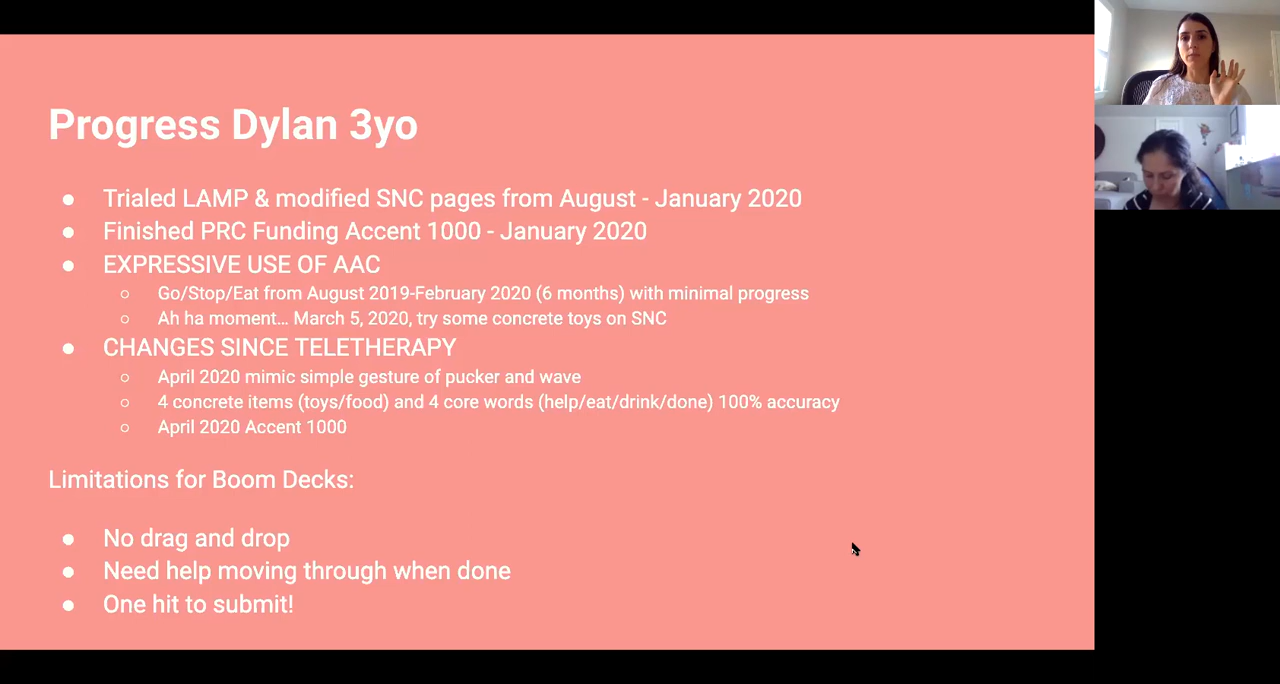 Progress Dylan 3yo
● Trialed LAMP & modified SNC pages from August - January 2020
● Finished PRC Funding Accent 1000 - January 2020
● EXPRESSIVE USE OF AAC
○ Go/Stop/Eat from August 2019-February 2020 (6 months) with minimal progress
○ Ah ha moment… March 5, 2020, try some concrete toys on SNC
● CHANGES SINCE TELETHERAPY
○ April 2020 mimic simple gesture of pucker and wave
○ 4 concrete items (toys/food) and 4 core words (help/eat/drink/done) 100% accuracy
○ April 2020 Accent 1000
Limitations for Boom Decks:
● No drag and drop
● Need help moving through when done
● One hit to submit!